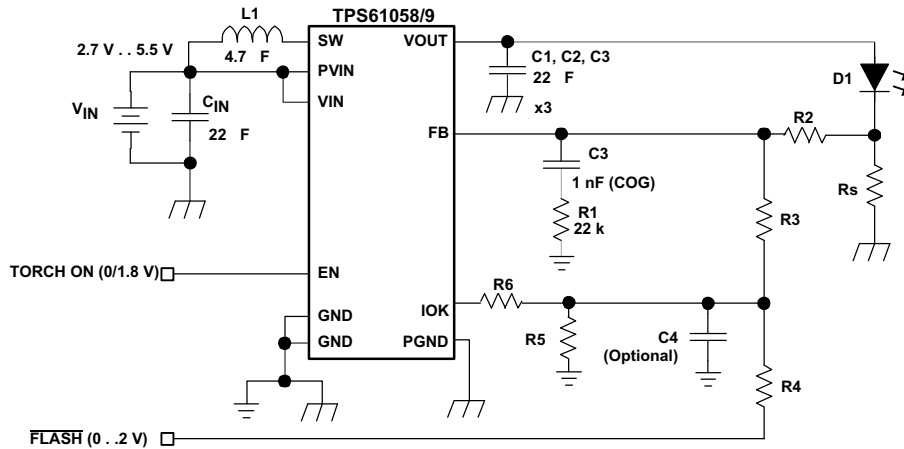 TPS61058/9
L1
4.7 F
2.7 V . . 5.5 V
SW
VOUT
PVIN
VIN
C1, C2, C3
22 F
x3
D1
VIN
CIN
22 F
FB
R2
C3
1 nF (COG)
R1
22 k
Rs
R3
TORCH ON (0/1.8 V)
EN
R6
IOK
GND
GND
PGND
R5
C4
(Optional)
R4
FLASH (0 . .2 V)